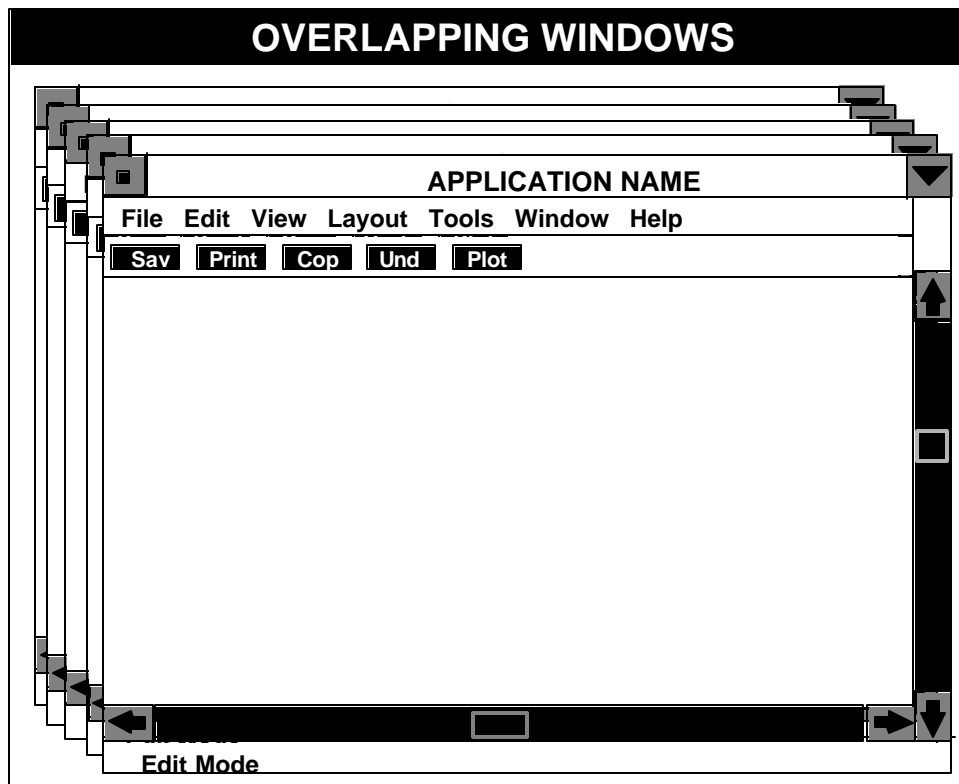 OVERLAPPING WINDOWS
APPLICATION NAME
File Edit View Layout Tools Window Help
Sav Print Cop Und Plot
Edit Mode